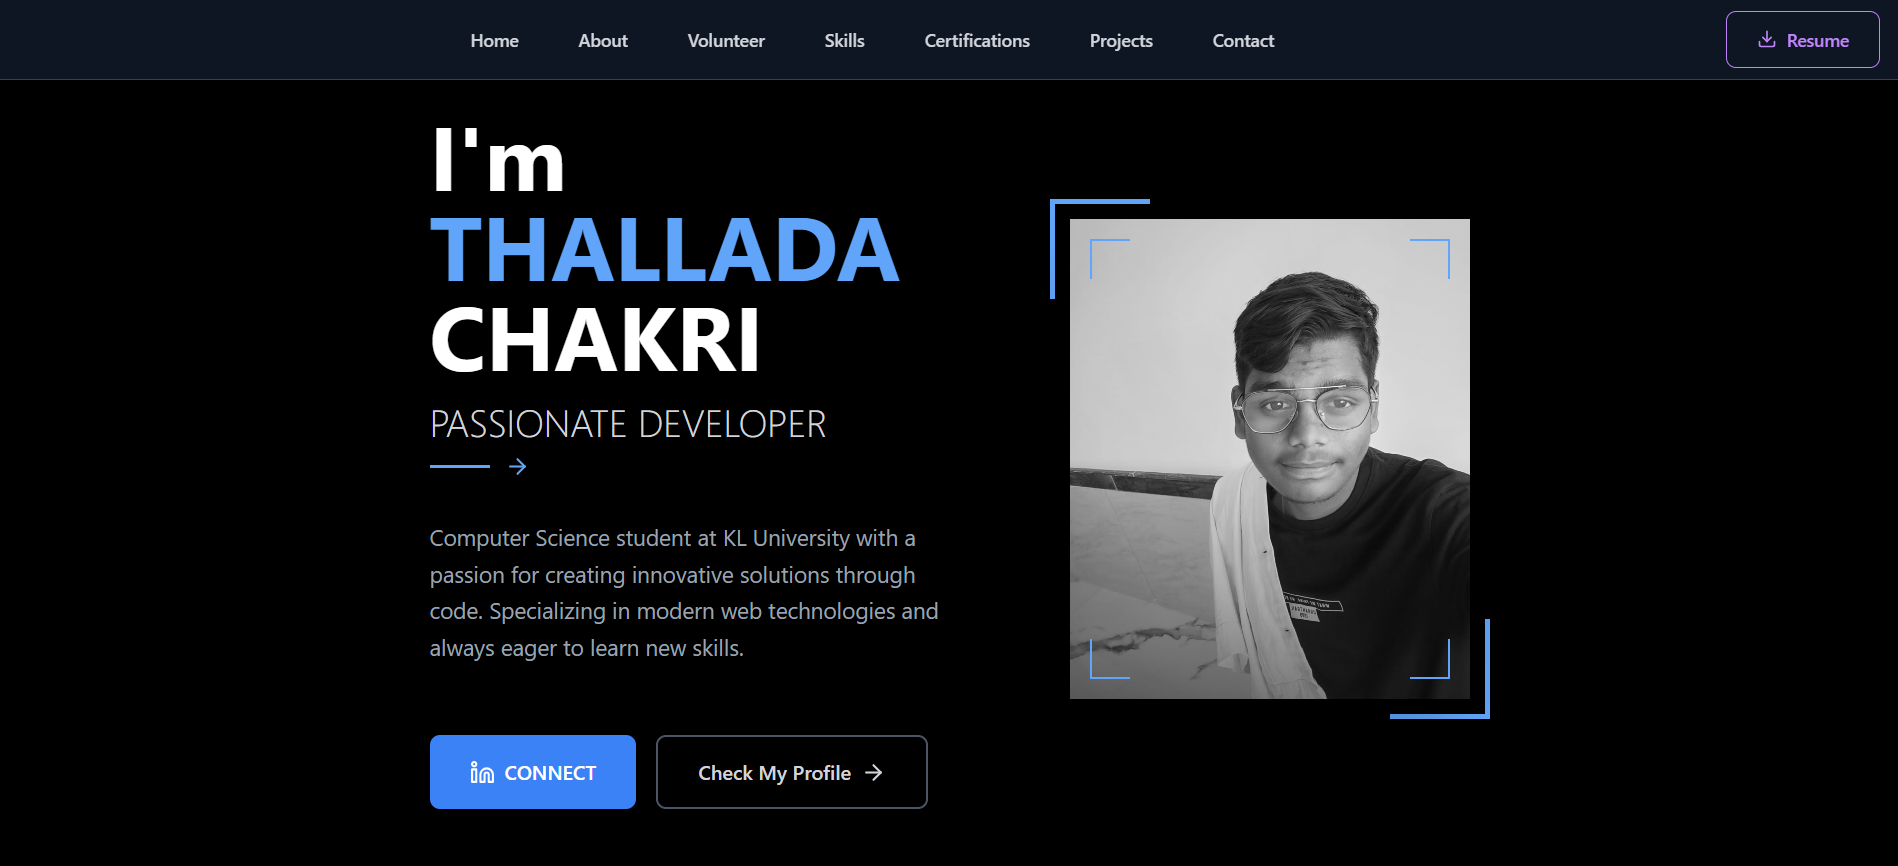 Home About Volunteer Skills Certifications Projects Contact Resume
I'm
THALLADA
CHAKRI
PASSIONATE DEVELOPER
Computer Science student at KL University with a
passion for creating innovative solutions through
code. Specializing in modern web technologies and
always eager to learn new skills.
in CONNECT
Check My Profile